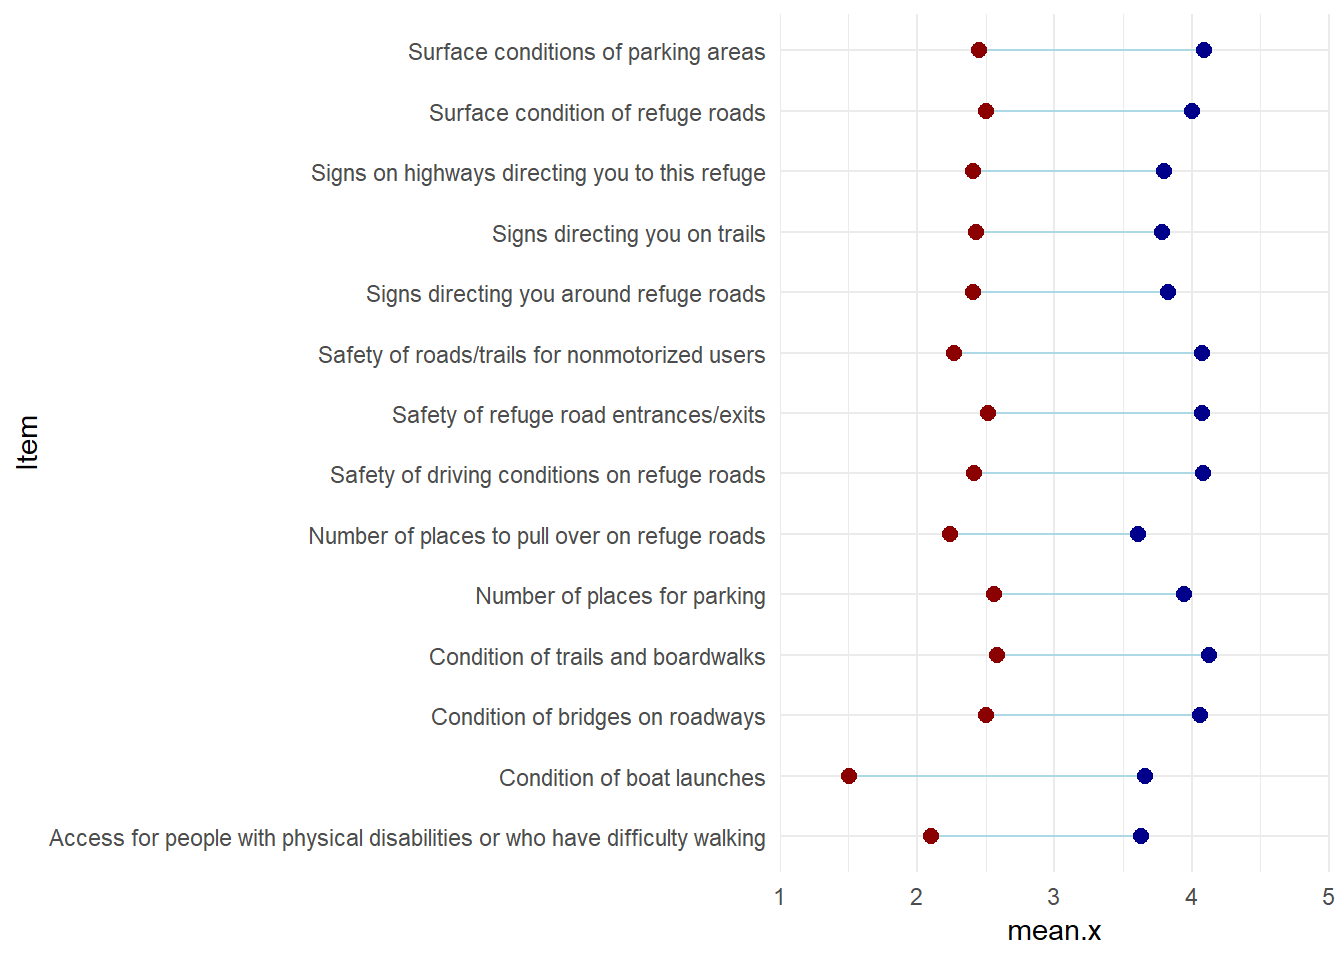 Surface conditions of parking areas
Surface condition of refuge roads
Signs on highways directing you to this refuge
Signs directing you on trails
Signs directing you around refuge roads
Safety of roads/trails for nonmotorized users
Safety of refuge road entrances/exits
Safety of driving conditions on refuge roads
Number of places to pull over on refuge roads
Number of places for parking
Condition of trails and boardwalks
Condition of bridges on roadways
Condition of boat launches
Access for people with physical disabilities or who have difficulty walking
Item
1 2 3 4 5
mean.x